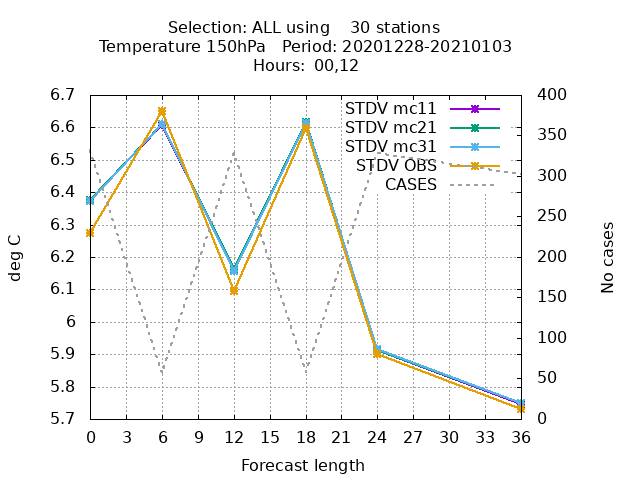 Selection: ALL using    30 stations
Temperature 150hPa   Period: 20201228-20210103
Hours:  00,12
6.7
6.6
6.5
6.4
6.3
6.2
6.1
6
5.9
5.8
5.7
400
350
300
250
200
150
100
50
0
deg C
No cases
STDV mc11
STDV mc21
STDV mc31
STDV OBS
CASES
0 3 6 9 12 15 18 21 24 27 30 33 36
Forecast length